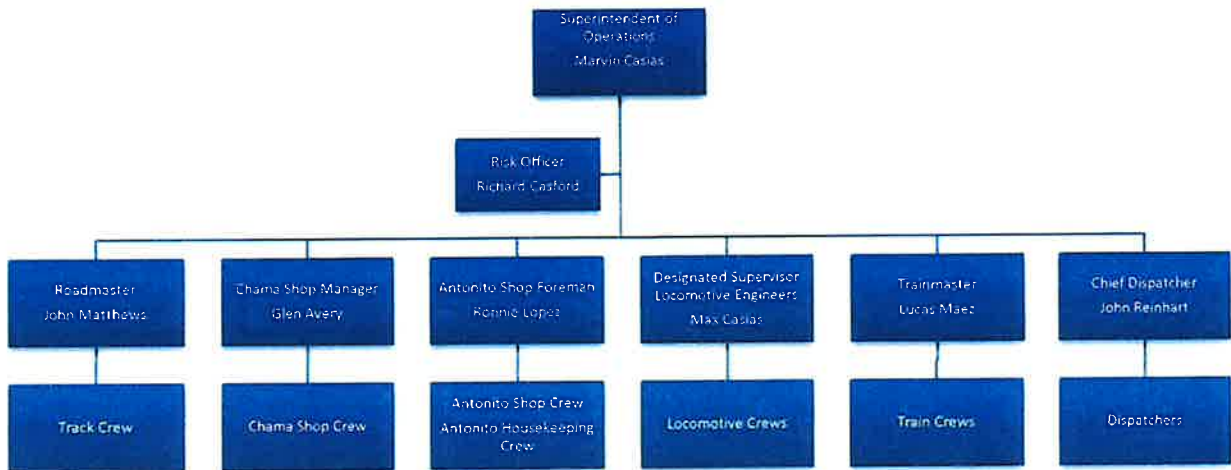 Superintendent of
Operations
Marvin Casias
Risk Officer
Richard Casford
Roadmaster
John Matthews
Chama Shop Manager
Glen Avery
Antonito Shop Foreman
Ronnie Lopez
Designated Supervisor
Locomotive Engineers
Max Casias
Trainmaster
Lucas Maez
Chief Dispatcher
John Reinhart
Track Crew
Chama Shop Crew
Antonito Shop Crew
Antonito Housekeeping
Crew
Locomotive Crews
Train Crews
Dispatchers